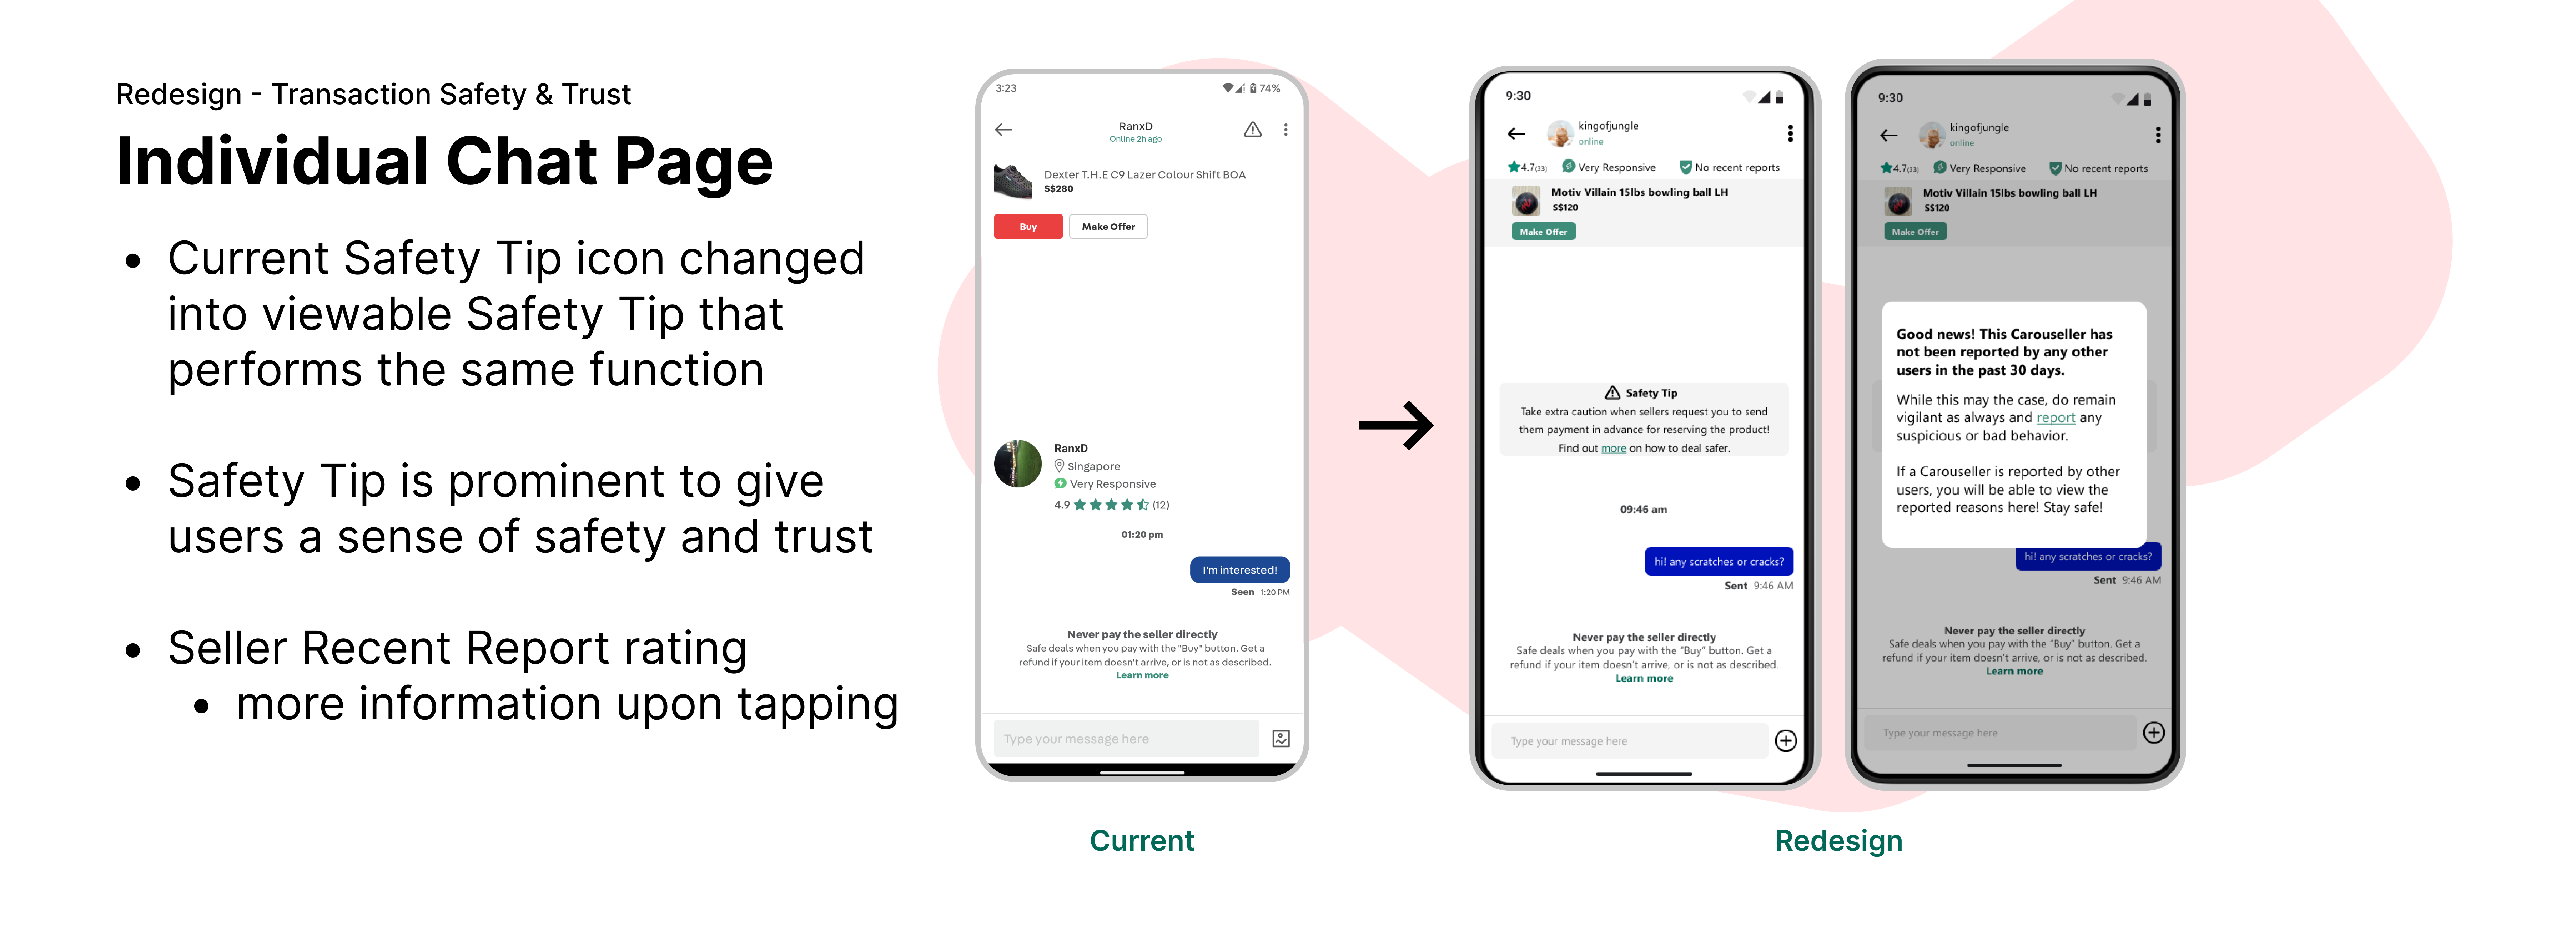 Redesign - Transaction Safety & Trust
Individual Chat Page
• Current Safety Tip icon changed
into viewable Safety Tip that
performs the same function
• Safety Tip is prominent to give
users a sense of safety and trust
• Seller Recent Report rating
• more information upon tapping
3:23
74%
RanxD
Online 2h ago
Dexter T.H.E C9 Lazer Colour Shift BOA
S$280
Buy
Make Offer
RanxD
Singapore
Very Responsive
4.9 (12)
01:20 pm
I'm interested!
Seen 1:20 PM
Never pay the seller directly
Safe deals when you pay with the "Buy" button. Get a
refund if your item doesn't arrive, or is not as described.
Learn more
Type your message here
Current
9:30
kingofjungle
online
4.7(33) Very Responsive No recent reports
Motiv Villain 15lbs bowling ball LH
S$120
Make Offer
Safety Tip
Take extra caution when sellers request you to send
them payment in advance for reserving the product!
Find out more on how to deal safer.
09:46 am
hi! any scratches or cracks?
Sent 9:46 AM
Never pay the seller directly
Safe deals when you pay with the "Buy" button. Get a
refund if your item doesn't arrive, or is not as described.
Learn more
Type your message here
9:30
kingofjungle
online
4.7(33) Very Responsive No recent reports
Motiv Villain 15lbs bowling ball LH
S$120
Make Offer
Good news! This Carouseller has
not been reported by any other
users in the past 30 days.
While this may the case, do remain
vigilant as always and report any
suspicious or bad behavior.
If a Carouseller is reported by other
users, you will be able to view the
reported reasons here! Stay safe!
hi! any scratches or cracks?
Sent 9:46 AM
Never pay the seller directly
Safe deals when you pay with the "Buy" button. Get a
refund if your item doesn't arrive, or is not as described.
Learn more
Type your message here
Redesign